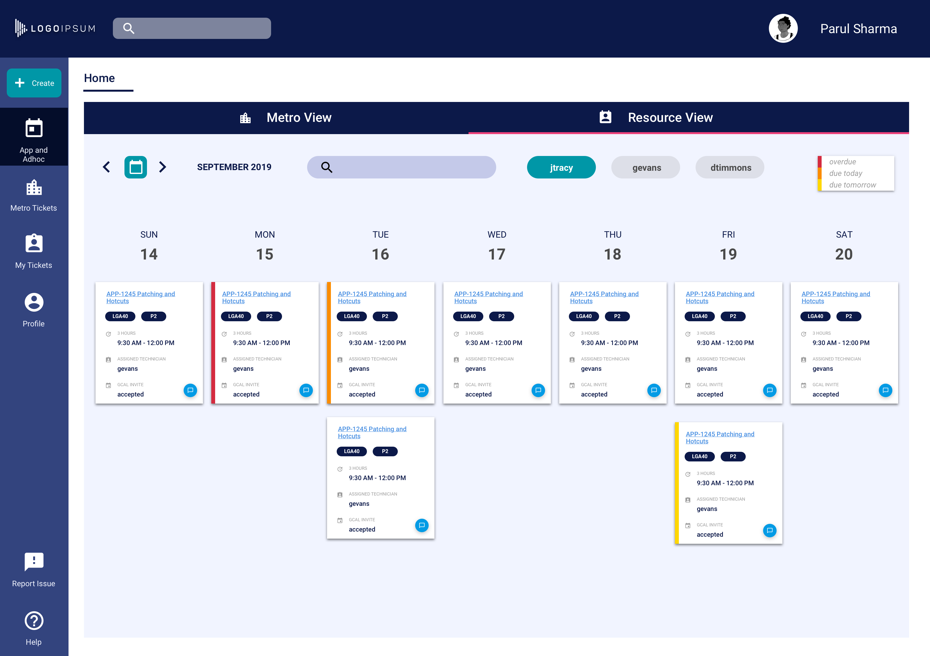 LOGOIPSUM
Parul Sharma
Create
App and
Adhoc
Metro Tickets
My Tickets
Profile
Report Issue
Help
Home
Metro View
Resource View
SEPTEMBER 2019
jtracy
gevans
dtimmons
overdue
due today
due tomorrow
SUN
14
MON
15
TUE
16
WED
17
THU
18
FRI
19
SAT
20
APP-1245 Patching and
Hotcuts
LGA40 P2
3 HOURS
9:30 AM - 12:00 PM
ASSIGNED TECHNICIAN
gevans
GCAL INVITE
accepted
APP-1245 Patching and
Hotcuts
LGA40 P2
3 HOURS
9:30 AM - 12:00 PM
ASSIGNED TECHNICIAN
gevans
GCAL INVITE
accepted
APP-1245 Patching and
Hotcuts
LGA40 P2
3 HOURS
9:30 AM - 12:00 PM
ASSIGNED TECHNICIAN
gevans
GCAL INVITE
accepted
APP-1245 Patching and
Hotcuts
LGA40 P2
3 HOURS
9:30 AM - 12:00 PM
ASSIGNED TECHNICIAN
gevans
GCAL INVITE
accepted
APP-1245 Patching and
Hotcuts
LGA40 P2
3 HOURS
9:30 AM - 12:00 PM
ASSIGNED TECHNICIAN
gevans
GCAL INVITE
accepted
APP-1245 Patching and
Hotcuts
LGA40 P2
3 HOURS
9:30 AM - 12:00 PM
ASSIGNED TECHNICIAN
gevans
GCAL INVITE
accepted
APP-1245 Patching and
Hotcuts
LGA40 P2
3 HOURS
9:30 AM - 12:00 PM
ASSIGNED TECHNICIAN
gevans
GCAL INVITE
accepted
APP-1245 Patching and
Hotcuts
LGA40 P2
3 HOURS
9:30 AM - 12:00 PM
ASSIGNED TECHNICIAN
gevans
GCAL INVITE
accepted
APP-1245 Patching and
Hotcuts
LGA40 P2
3 HOURS
9:30 AM - 12:00 PM
ASSIGNED TECHNICIAN
gevans
GCAL INVITE
accepted